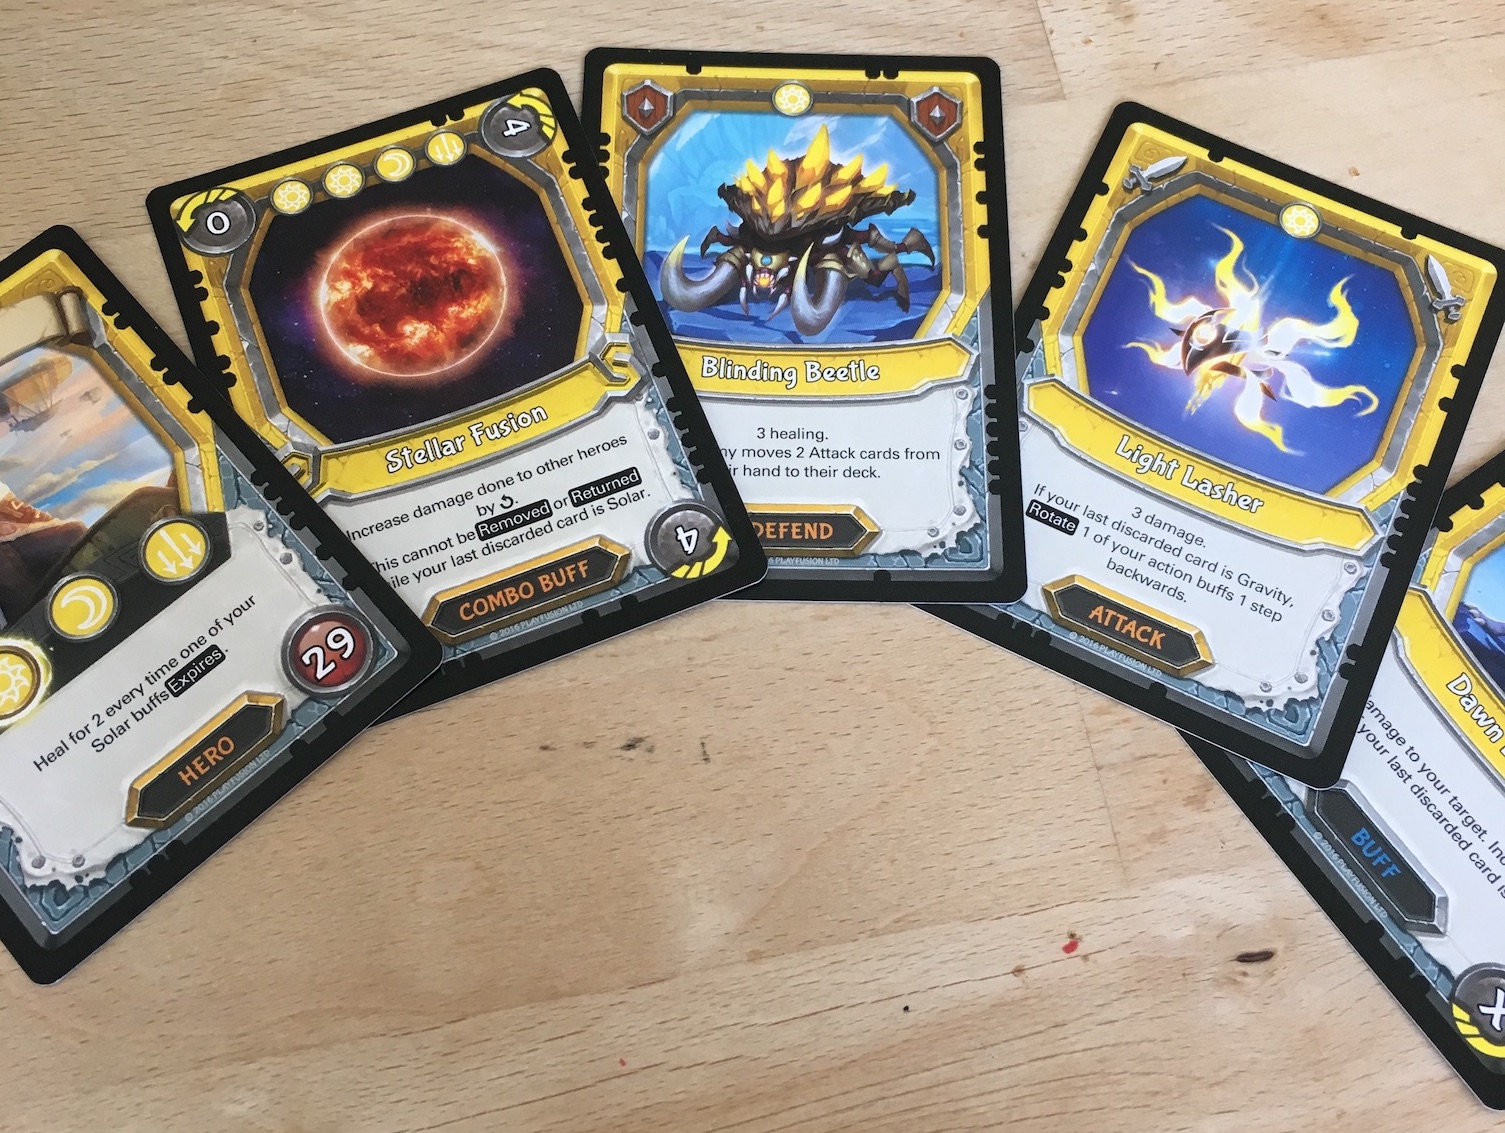 Heal for 2 every time one of your
Solar buffs Expires.
29
HERO
© 2016 PLAYFUSION LTD
0
4
Stellar Fusion
Increase damage done to other heroes
by
This cannot be Removed or Returned
your last discarded card is Solar.
4
COMBO BUFF
© 2016 PLAYFUSION LTD
Blinding Beetle
3 healing.
moves 2 Attack cards from
hand to their deck.
DEFEND
PLAYFUSION LTD
Light Lasher
3 damage.
If your last discarded card is Gravity,
Rotate 1 of your action buffs 1 step
backwards.
ATTACK
© 2016 PLAYFUSION LTD
Dawn
damage to your target.
your last discarded card
BUFF
© 2016 PLAYFUSION LTD
X